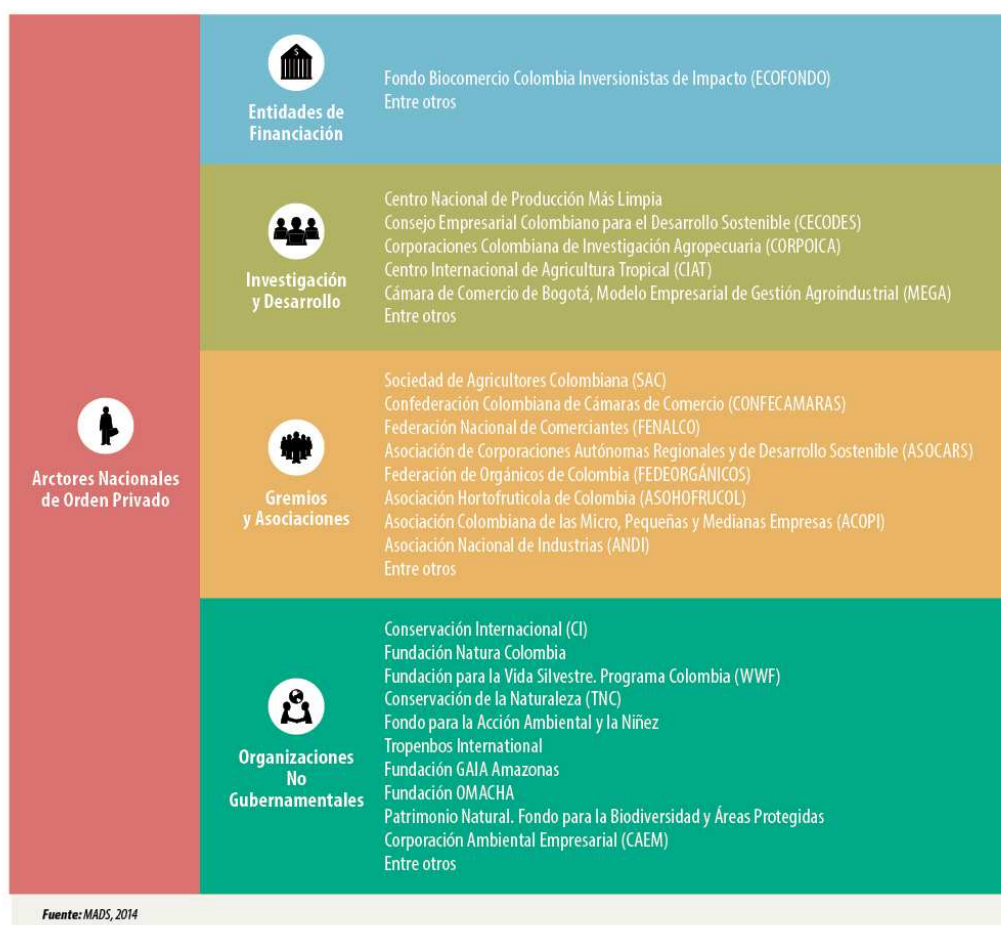 Arctores Nacionales
de Orden Privado
$
Entidades de
Financiación
Fondo Biocomercio Colombia Inversionistas de Impacto (ECOFONDO)
Entre otros
Investigación
y Desarrollo
Centro Nacional de Producción Más Limpia
Consejo Empresarial Colombiano para el Desarrollo Sostenible (CECODES)
Corporaciones Colombiana de Investigación Agropecuaria (CORPOICA)
Centro Internacional de Agricultura Tropical (CIAT)
Cámara de Comercio de Bogotá, Modelo Empresarial de Gestión Agroindustrial (MEGA)
Entre otros
Gremios
y Asociaciones
Sociedad de Agricultores Colombiana (SAC)
Confederación Colombiana de Cámaras de Comercio (CONFECAMARAS)
Federación Nacional de Comerciantes (FENALCO)
Asociación de Corporaciones Autónomas Regionales y de Desarrollo Sostenible (ASOCARS)
Federación de Orgánicos de Colombia (FEDEORGÁNICOS)
Asociación Hortofruticola de Colombia (ASOHOFRUCOL)
Asociación Colombiana de las Micro, Pequeñas y Medianas Empresas (ACOPI)
Asociación Nacional de Industrias (ANDI)
Entre otros
Organizaciones
No
Gubernamentales
Conservación Internacional (CI)
Fundación Natura Colombia
Fundación para la Vida Silvestre. Programa Colombia (WWF)
Conservación de la Naturaleza (TNC)
Fondo para la Acción Ambiental y la Niñez
Tropenbos International
Fundación GAIA Amazonas
Fundación OMACHA
Patrimonio Natural. Fondo para la Biodiversidad y Áreas Protegidas
Corporación Ambiental Empresarial (CAEM)
Entre otros
Fuente: MADS, 2014